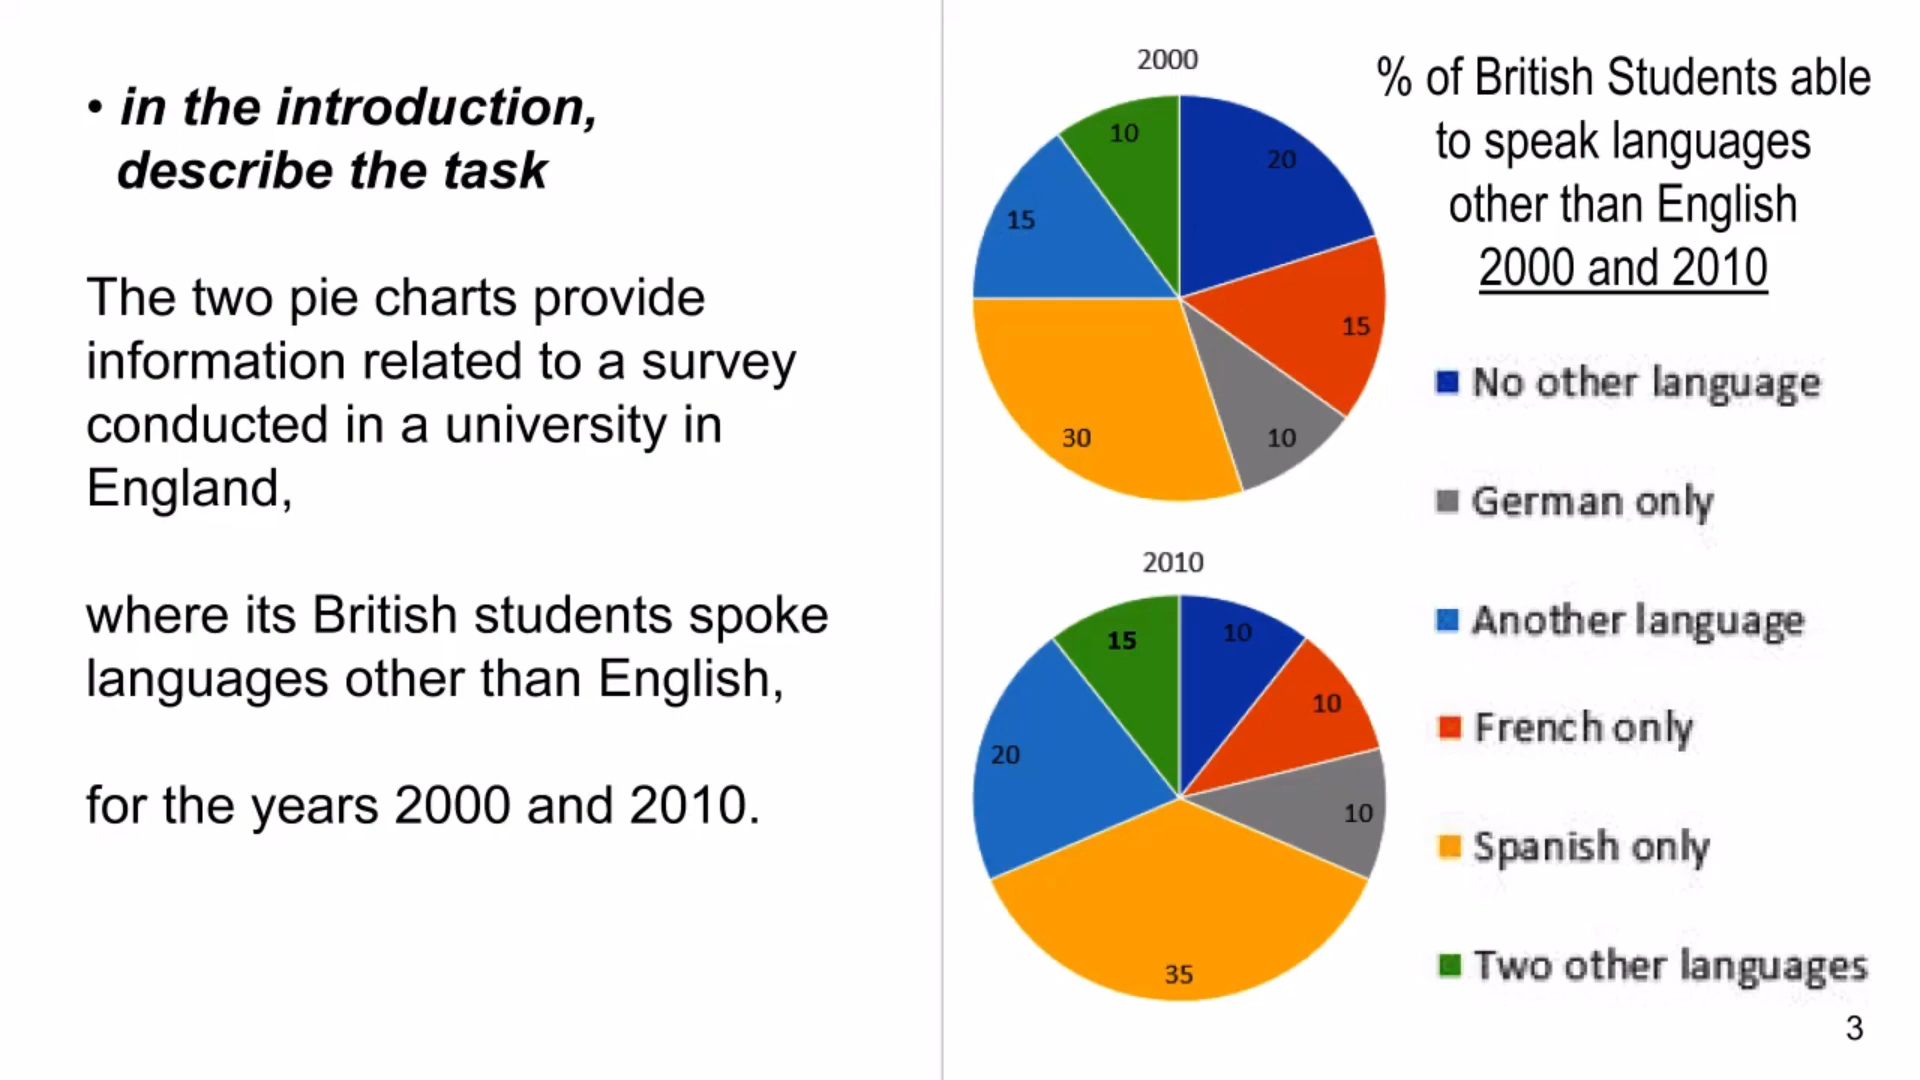 • in the introduction,
describe the task
The two pie charts provide
information related to a survey
conducted in a university in
England,
where its British students spoke
languages other than English,
for the years 2000 and 2010.
2000
10
20
15
15
30
10
2010
15
10
10
20
10
35
% of British Students able
to speak languages
other than English
2000 and 2010
No other language
German only
Another language
French only
Spanish only
Two other languages
3